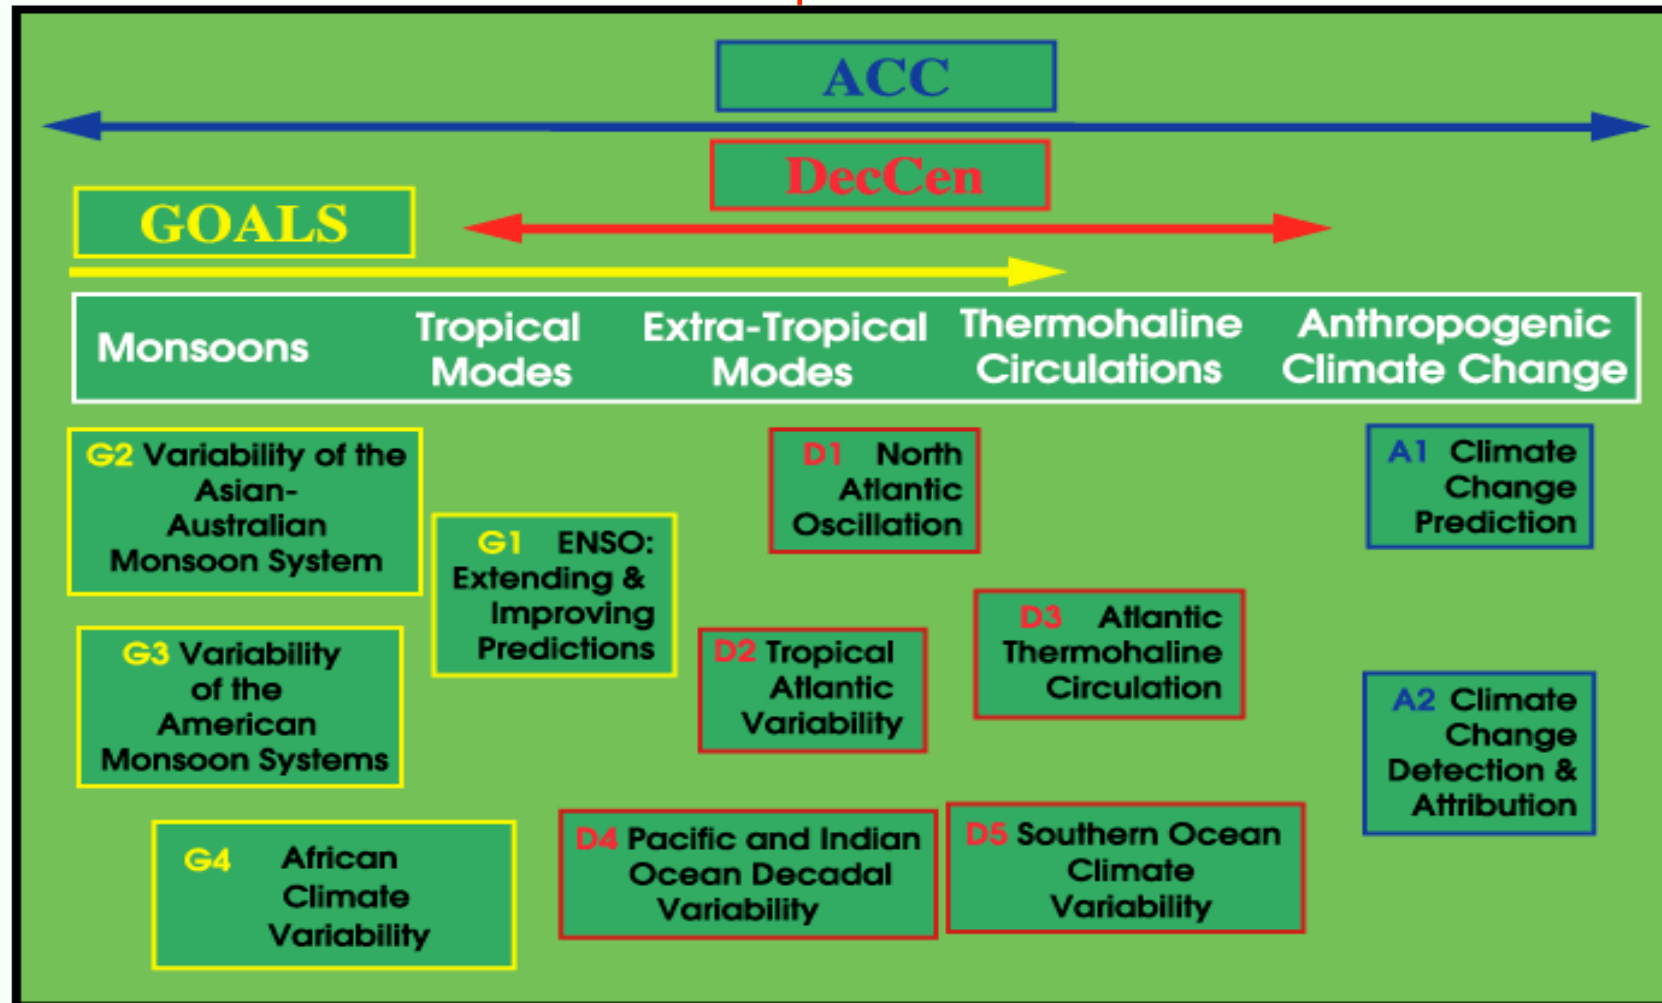 ACC
DecCen
GOALS
Monsoons
Tropical
Modes
Extra-Tropical
Modes
Thermohaline
Circulations
Anthropogenic
Climate Change
G2 Variability of the
Asian-
Australian
Monsoon System
G3 Variability
of the
American
Monsoon Systems
G4 African
Climate
Variability
G1 ENSO:
Extending &
Improving
Predictions
D1 North
Atlantic
Oscillation
D2 Tropical
Atlantic
Variability
D4 Pacific and Indian
Ocean Decadal
Variability
D3 Atlantic
Thermohaline
Circulation
D5 Southern Ocean
Climate
Variability
A1 Climate
Change
Prediction
A2 Climate
Change
Detection &
Attribution